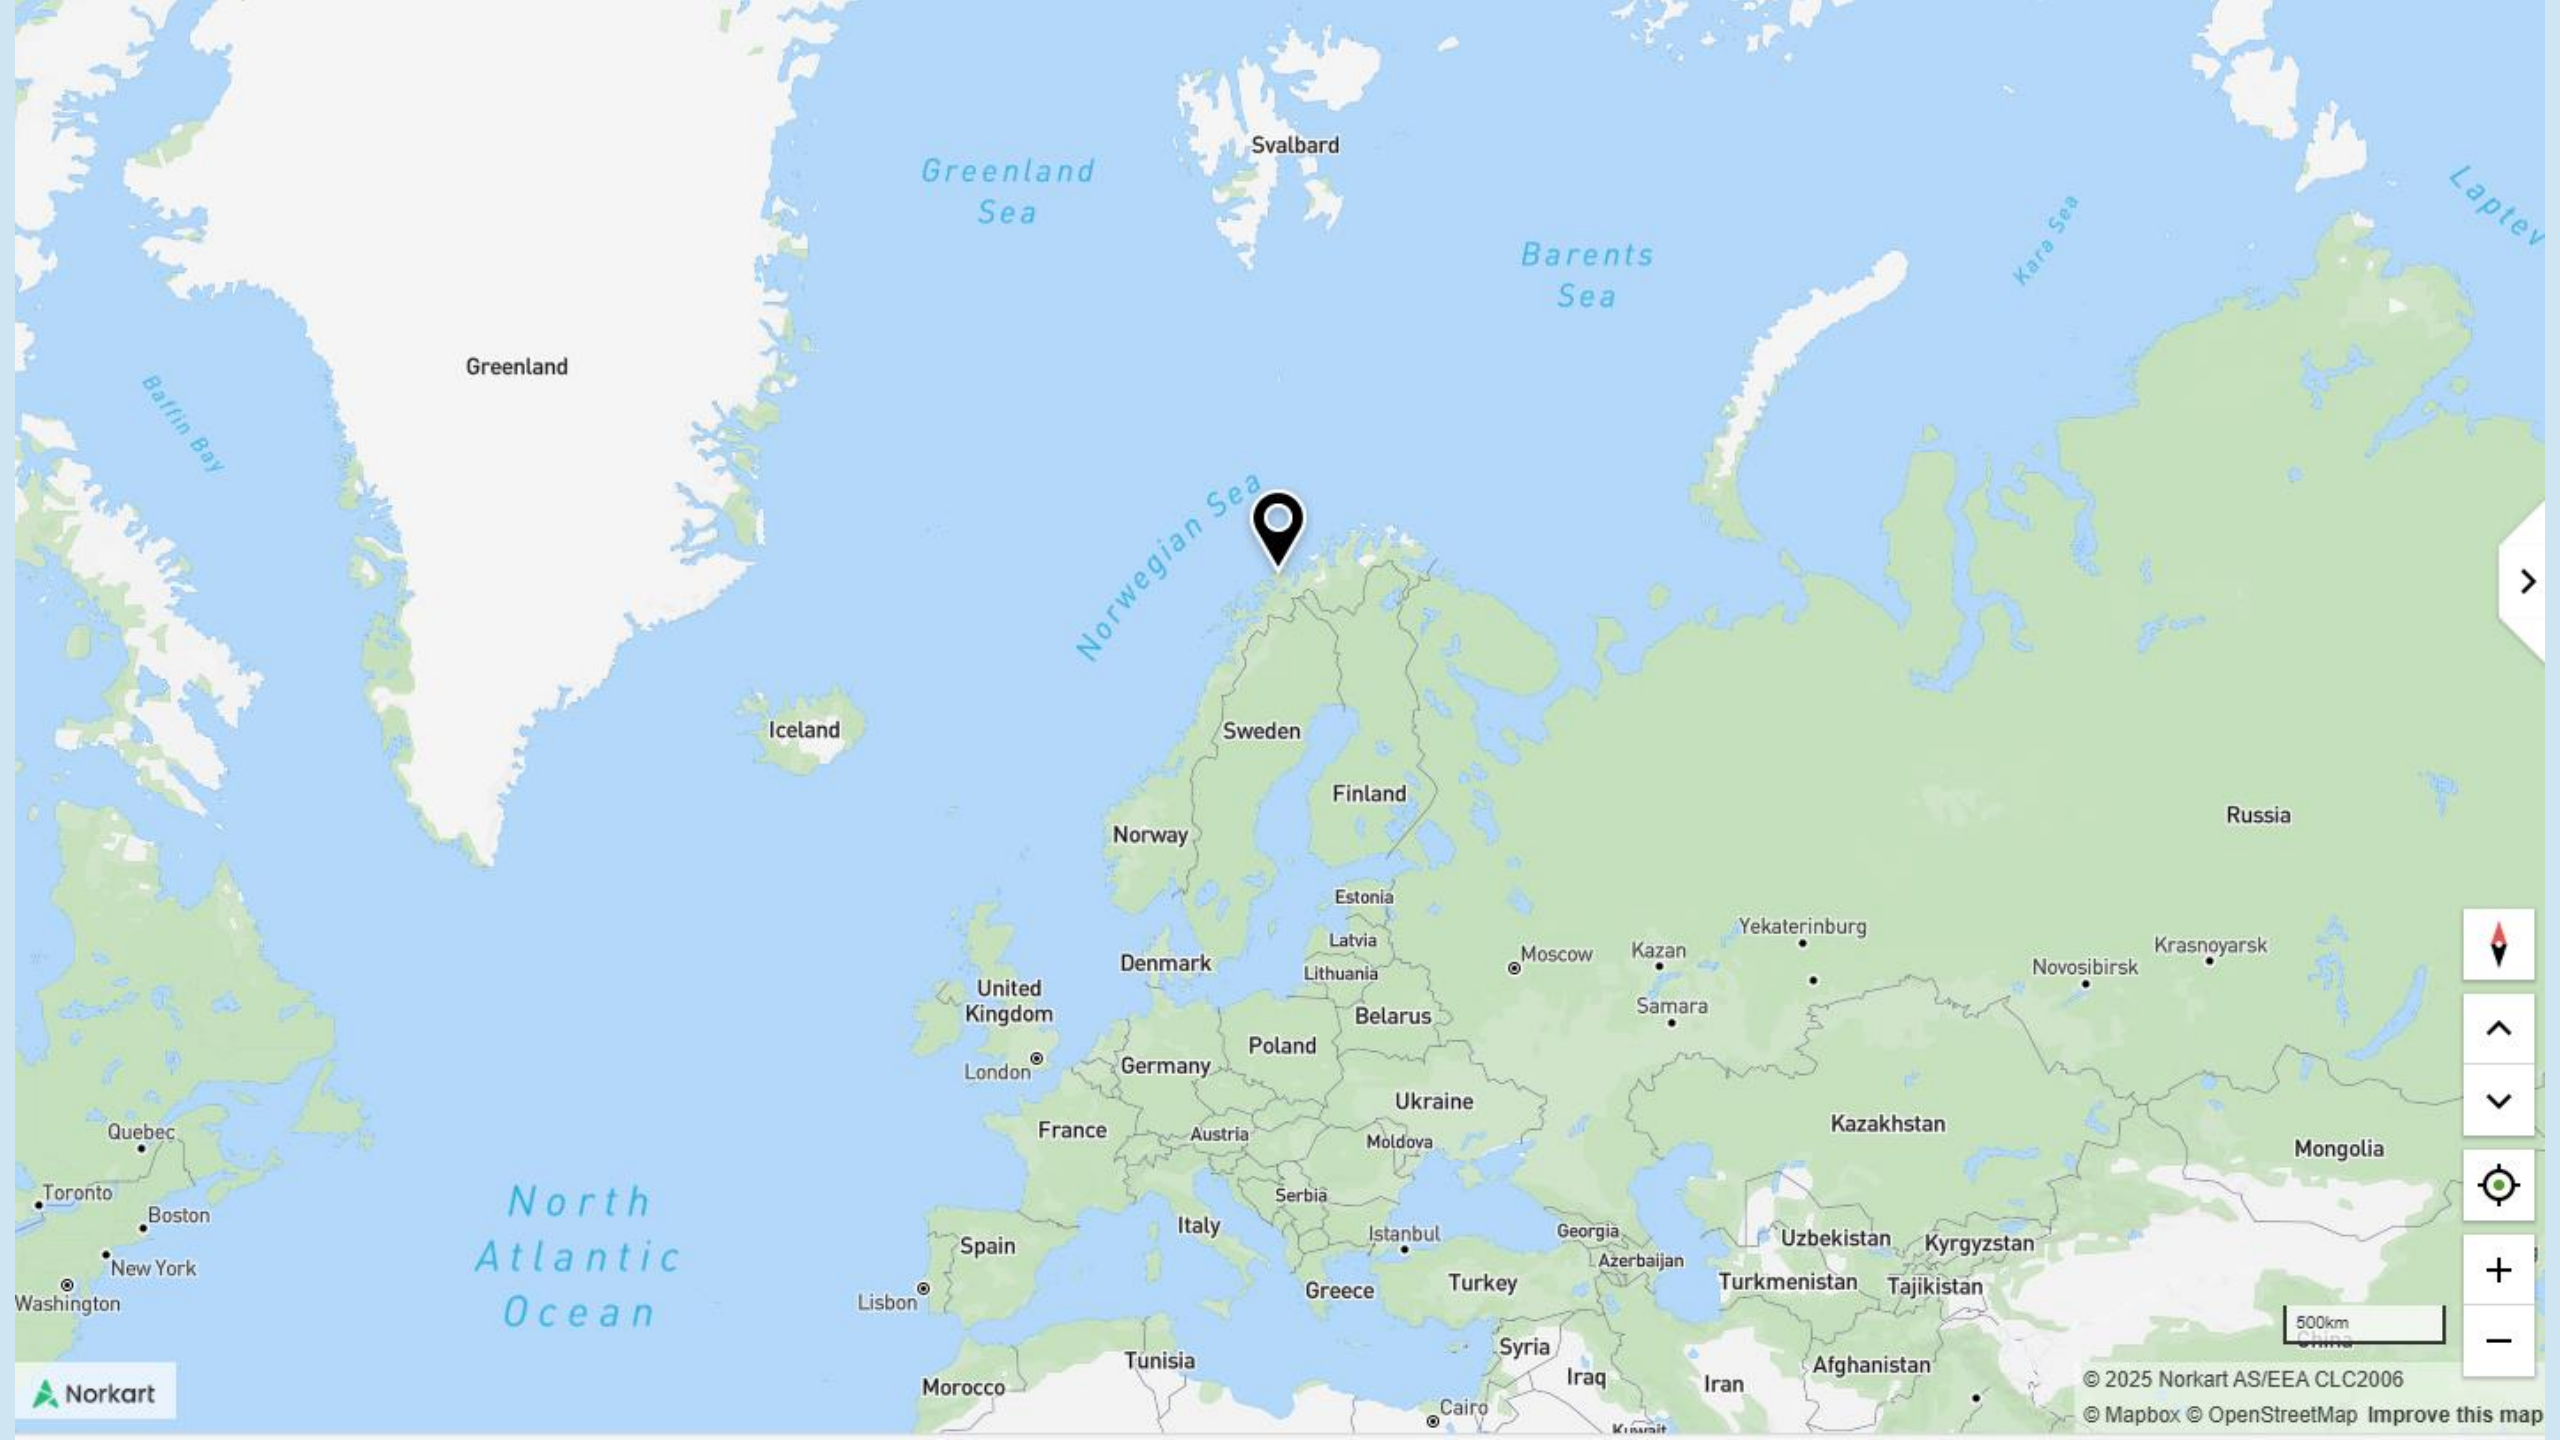 Svalbard
Greenland
Sea
Laptev
Kara Sea
Barents
Sea
Greenland
Baffin Bay
Norwegian Sea
Iceland
Sweden
Finland
Russia
Norway
Estonia
Yekaterinburg
Latvia
Moscow
Kazan
Krasnoyarsk
Denmark
Lithuania
Novosibirsk
United
Kingdom
Samara
Belarus
Poland
Germany
London
Ukraine
Kazakhstan
France
Quebec
Austria
Moldova
Mongolia
Toronto
Serbia
North
Atlantic
Ocean
Boston
Italy
Istanbul
Georgia
Uzbekistan
Kyrgyzstan
Spain
Azerbaijan
New York
Turkey
Turkmenistan
Tajikistan
Greece
Washington
Lisbon
500km
China
Syria
Tunisia
Afghanistan
Iraq
Iran
Morocco
Norkart
Cairo
Kuwait
© 2025 Norkart AS/EEA CLC2006
© Mapbox © OpenStreetMap Improve this map